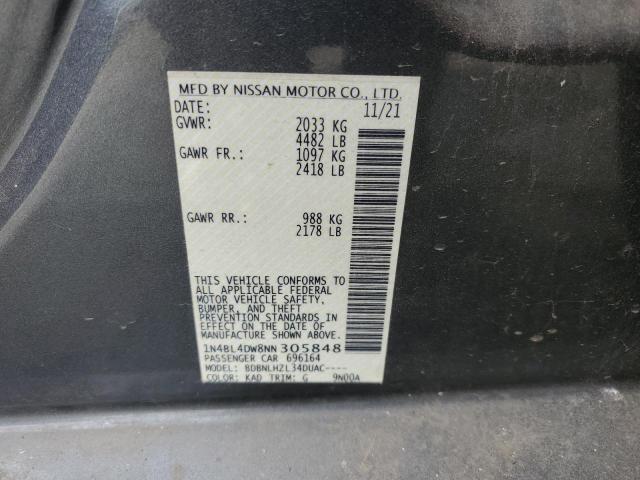 MFD BY NISSAN MOTOR CO., LTD.
DATE: 11/21
GVWR: 2033 KG
4482 LB
GAWR FR.: 1097 KG
2418 LB
GAWR RR.: 988 KG
2178 LB
THIS VEHICLE CONFORMS TO
ALL APPLICABLE FEDERAL
MOTOR VEHICLE SAFETY,
BUMPER, AND THEFT
PREVENTION STANDARDS IN
EFFECT ON THE DATE OF
MANUFACTURE SHOWN ABOVE.
1N4BL4DW8NN305848
PASSENGER CAR 696164
MODEL: BDBNLHZL34DUAC----
COLOR: KAD TRIM: G 9N00A